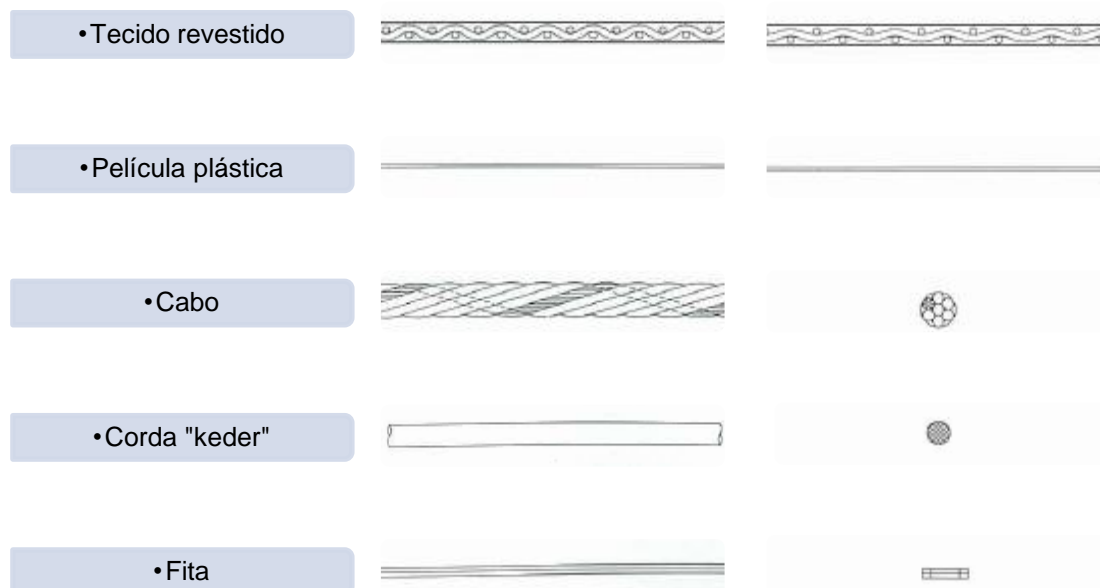 •Tecido revestido
•Película plástica
•Cabo
•Corda "keder"
•Fita